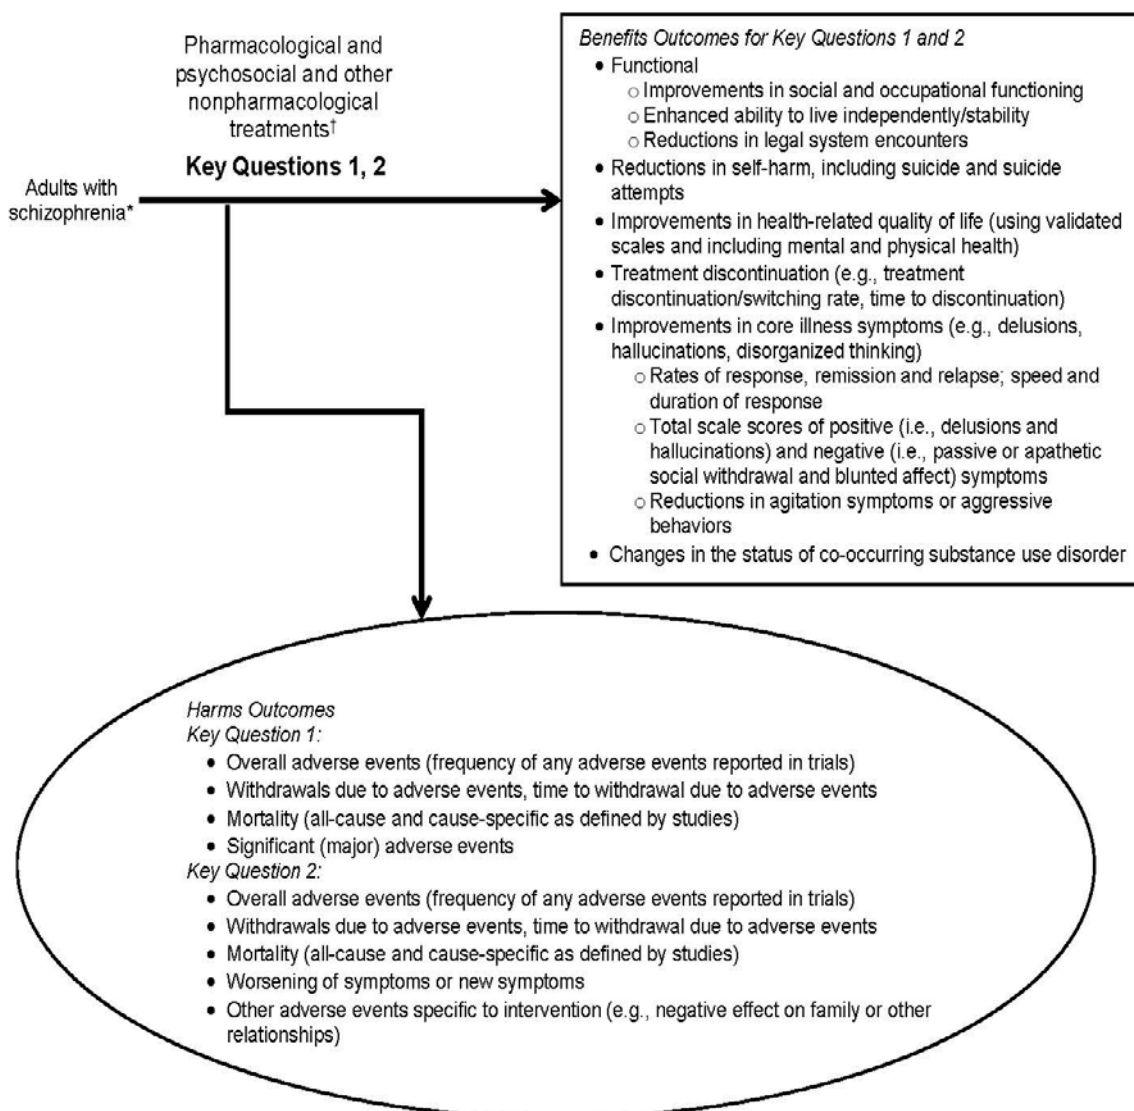 Pharmacological and
psychosocial and other
nonpharmacological
treatments†
Key Questions 1, 2
Adults with
schizophrenia*
Benefits Outcomes for Key Questions 1 and 2
• Functional
○ Improvements in social and occupational functioning
○ Enhanced ability to live independently/stability
○ Reductions in legal system encounters
• Reductions in self-harm, including suicide and suicide
attempts
• Improvements in health-related quality of life (using validated
scales and including mental and physical health)
• Treatment discontinuation (e.g., treatment
discontinuation/switching rate, time to discontinuation)
• Improvements in core illness symptoms (e.g., delusions,
hallucinations, disorganized thinking)
○ Rates of response, remission and relapse; speed and
duration of response
○ Total scale scores of positive (i.e., delusions and
hallucinations) and negative (i.e., passive or apathetic
social withdrawal and blunted affect) symptoms
○ Reductions in agitation symptoms or aggressive
behaviors
• Changes in the status of co-occurring substance use disorder
Harms Outcomes
Key Question 1:
• Overall adverse events (frequency of any adverse events reported in trials)
• Withdrawals due to adverse events, time to withdrawal due to adverse events
• Mortality (all-cause and cause-specific as defined by studies)
• Significant (major) adverse events
Key Question 2:
• Overall adverse events (frequency of any adverse events reported in trials)
• Withdrawals due to adverse events, time to withdrawal due to adverse events
• Mortality (all-cause and cause-specific as defined by studies)
• Worsening of symptoms or new symptoms
• Other adverse events specific to intervention (e.g., negative effect on family or other
relationships)